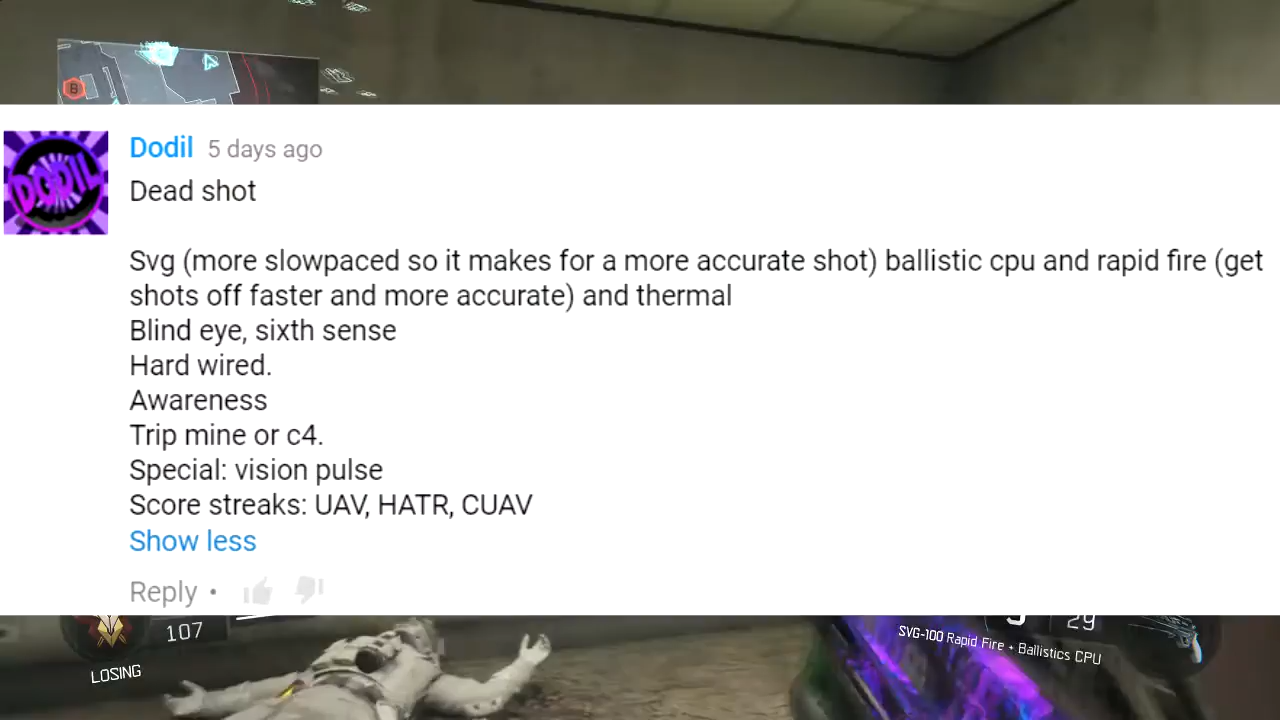 B
Dodil 5 days ago
DODIL
Dead shot
Svg (more slowpaced so it makes for a more accurate shot) ballistic cpu and rapid fire (get
shots off faster and more accurate) and thermal
Blind eye, sixth sense
Hard wired.
Awareness
Trip mine or c4.
Special: vision pulse
Score streaks: UAV, HATR, CUAV
Show less
Reply •
107
29
SVG-100 Rapid Fire + Ballistics CPU
LOSING